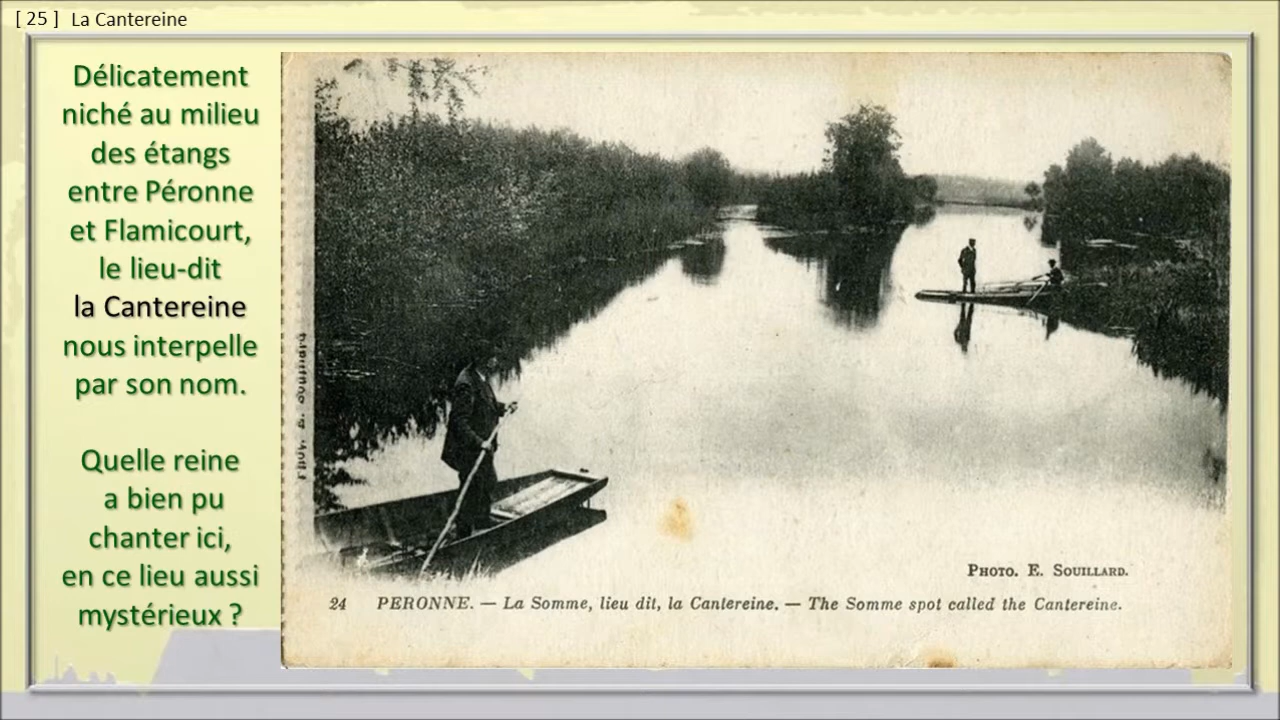 [ 25 ] La Cantereine
Délicatement
niché au milieu
des étangs
entre Péronne
et Flamicourt,
le lieu-dit
la Cantereine
nous interpelle
par son nom.
Quelle reine
a bien pu
chanter ici,
en ce lieu aussi
mystérieux ?
PHOTO. E. SOUILLARD.
24 PERONNE. — La Somme, lieu dit, la Cantereine. — The Somme spot called the Cantereine.